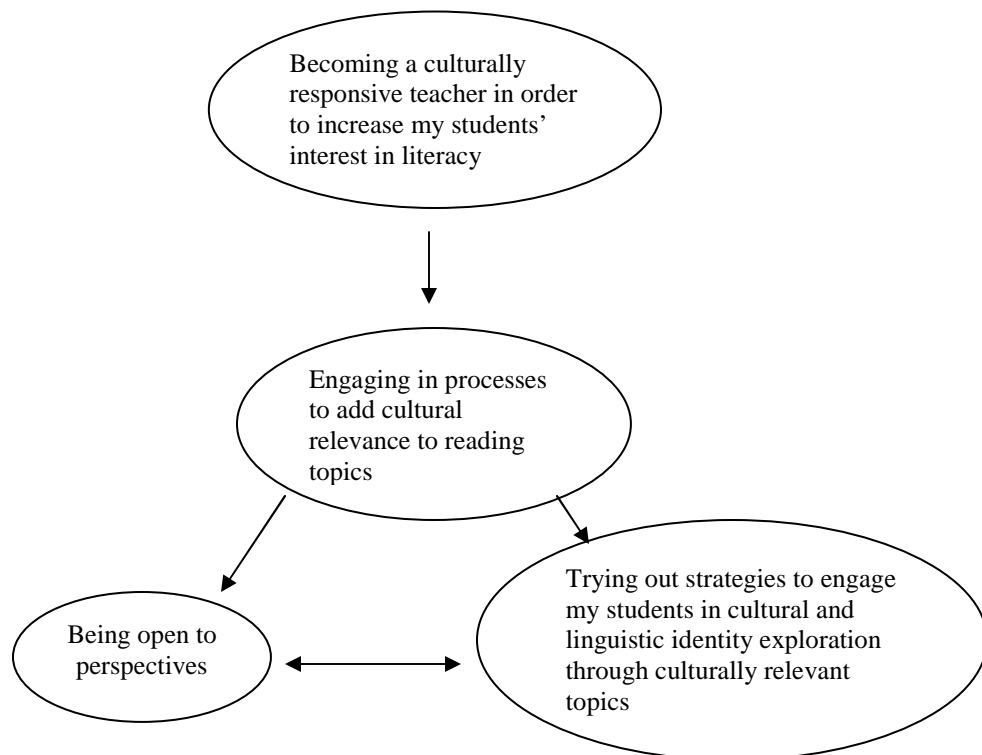 Becoming a culturally
responsive teacher in order
to increase my students’
interest in literacy
Engaging in processes
to add cultural
relevance to reading
topics
Being open to
perspectives
Trying out strategies to engage
my students in cultural and
linguistic identity exploration
through culturally relevant
topics